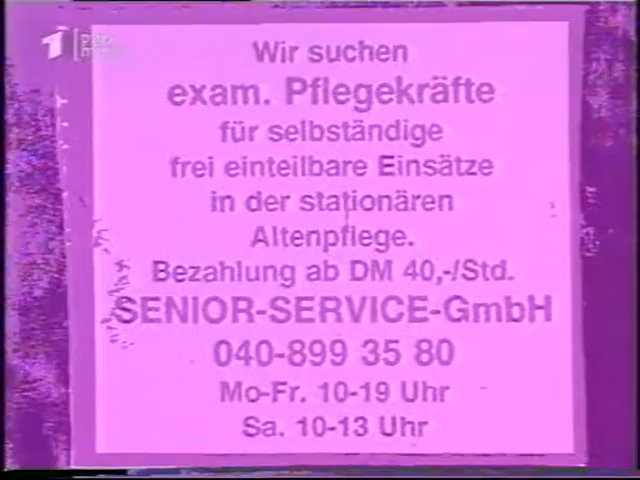 1
Wir suchen
exam. Pflegekräfte
für selbständige
frei einteilbare Einsätze
in der stationären
Altenpflege.
Bezahlung ab DM 40,-/Std.
SENIOR-SERVICE-GmbH
040-899 35 80
Mo-Fr. 10-19 Uhr
Sa. 10-13 Uhr